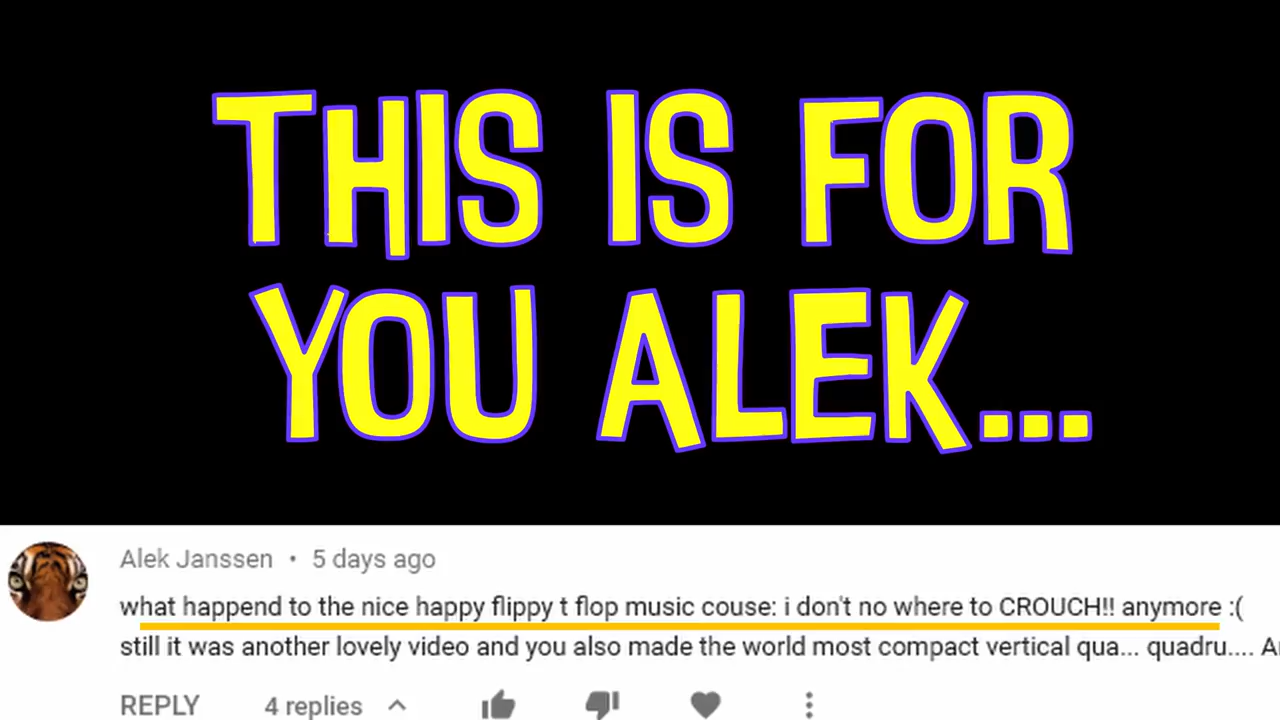 THIS IS FOR
YOU ALEK...
Alek Janssen • 5 days ago
what happend to the nice happy flippy t flop music couse: i don't no where to CROUCH!! anymore :(
still it was another lovely video and you also made the world most compact vertical qua... quadru....
REPLY 4 replies